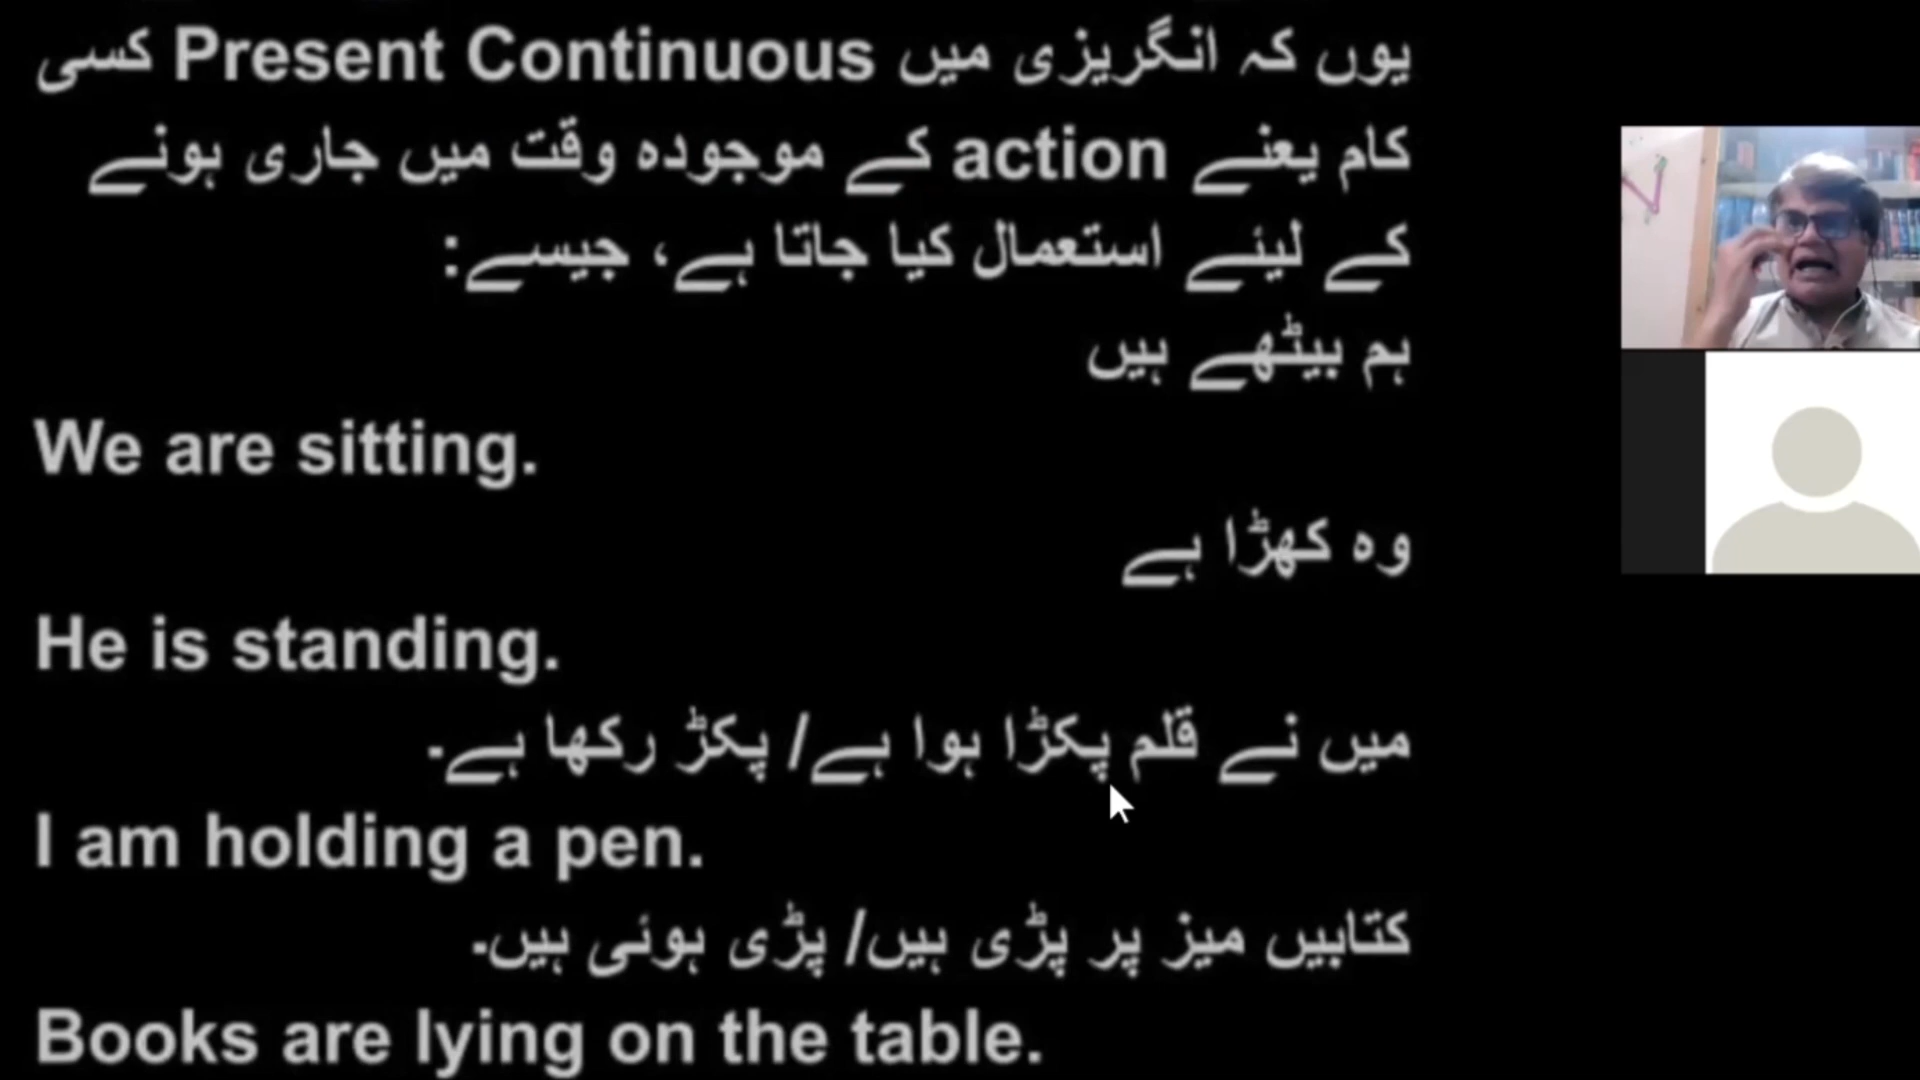 یوں کہ انگریزی میں Present Continuous کسی
کام یعنے action کے موجودہ وقت میں جاری ہونے
کے لیئے استعمال کیا جاتا ہے، جیسے:
ہم بیٹھے ہیں
We are sitting.
وہ کھڑا ہے
He is standing.
میں نے قلم پکڑا ہوا ہے/ پکڑ رکھا ہے۔
I am holding a pen.
کتابیں میز پر پڑی ہیں/ پڑی ہوئی ہیں۔
Books are lying on the table.